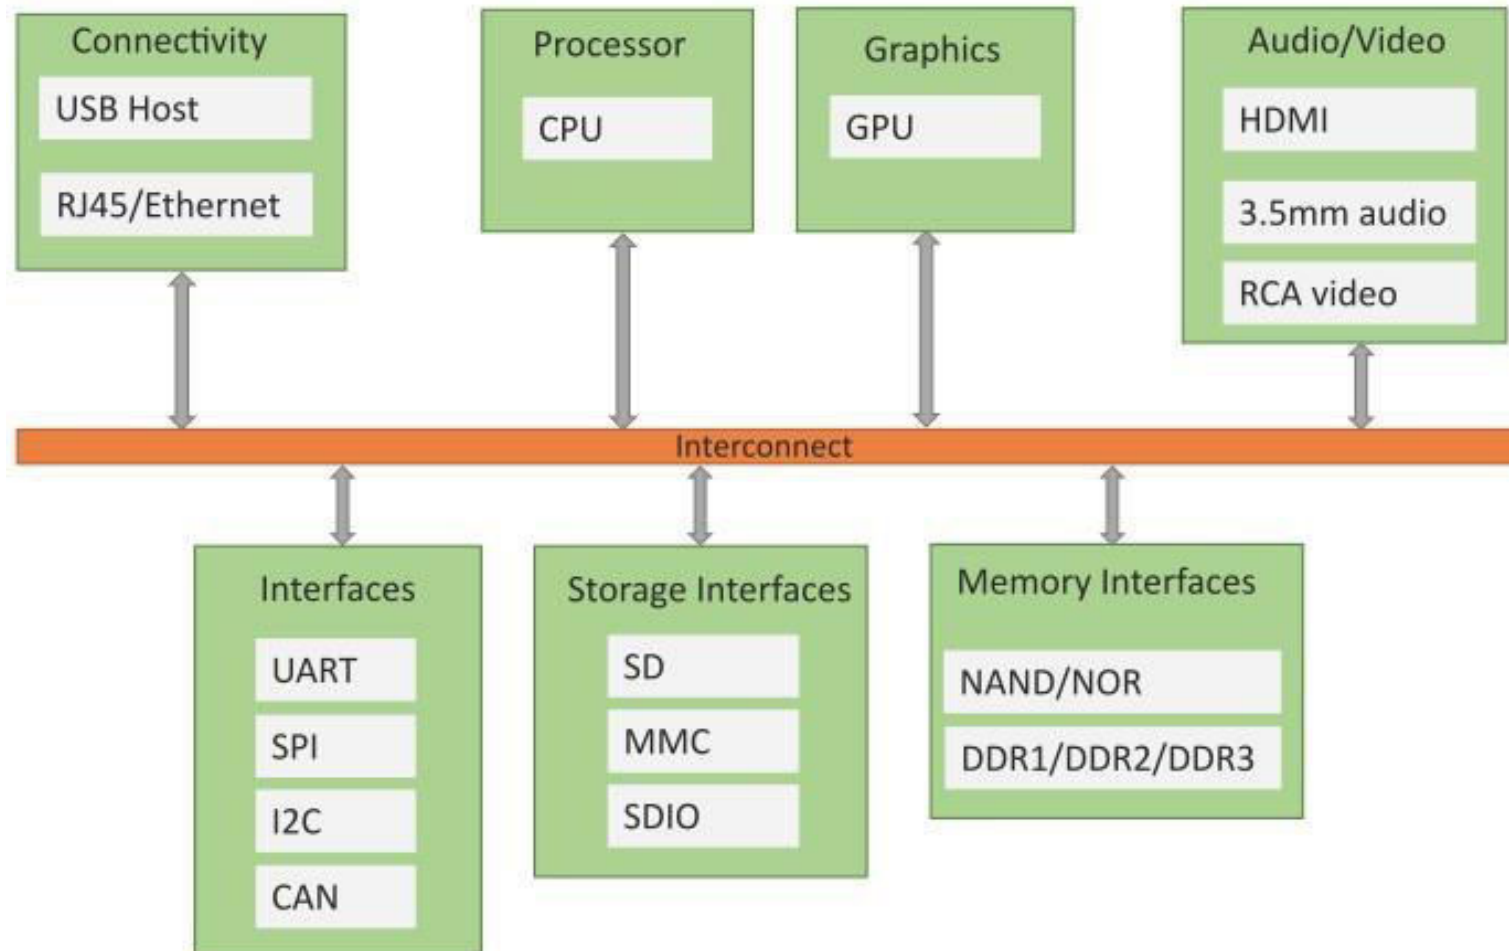 Connectivity
USB Host
RJ45/Ethernet
Processor
CPU
Graphics
GPU
Audio/Video
HDMI
3.5mm audio
RCA video
Interconnect
Interfaces
UART
SPI
I2C
CAN
Storage Interfaces
SD
MMC
SDIO
Memory Interfaces
NAND/NOR
DDR1/DDR2/DDR3